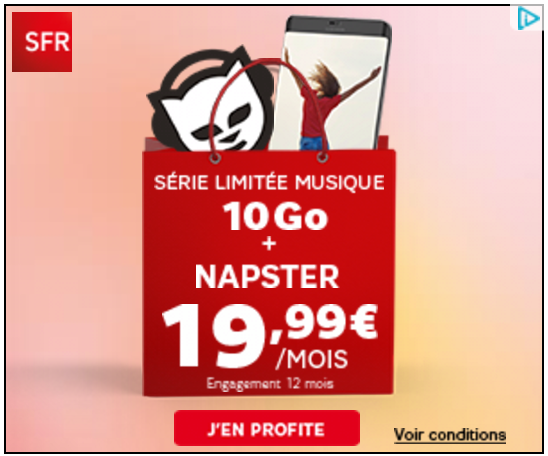 SFR
SÉRIE LIMITÉE MUSIQUE
10Go
+
NAPSTER
19,99€
/MOIS
Engagement 12 mois
J'EN PROFITE
Voir conditions